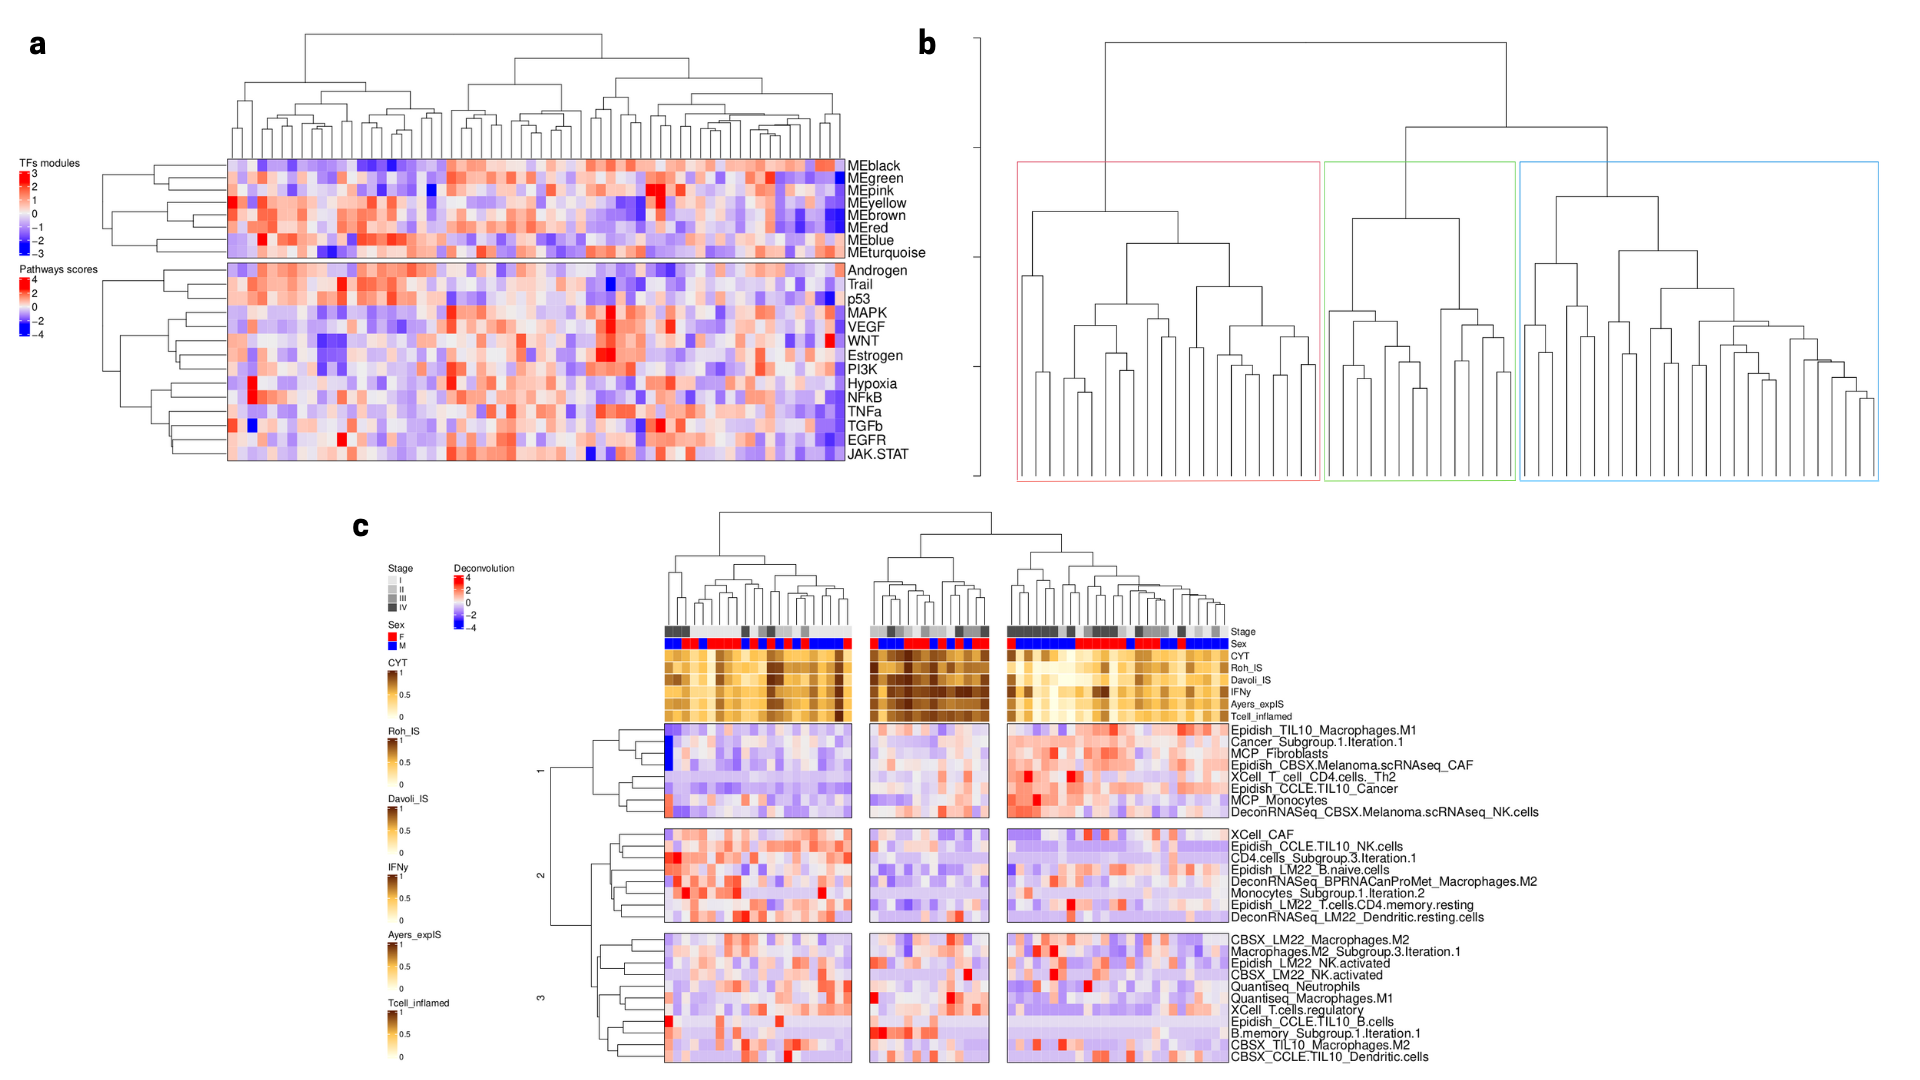 a
TFs modules
3
2
1
0
−1
−2
−3
Pathways scores
4
2
0
−2
−4
MEblack
MEgreen
MEpink
MEyellow
MEbrown
MEred
MEblue
MEturquoise
Androgen
Trail
p53
MAPK
VEGF
WNT
Estrogen
PI3K
Hypoxia
NFkB
TNFa
TGFb
EGFR
JAK.STAT
b
c
Stage
I
II
III
IV
Sex
F
M
Deconvolution
4
2
0
−2
−4
CYT
1
0.5
0
Roh_IS
1
0.5
0
Davoli_IS
1
0.5
0
IFNy
1
0.5
0
Ayers_expIS
1
0.5
0
Tcell_inflamed
1
0.5
0
1
2
3
Stage
Sex
CYT
Roh_IS
Davoli_IS
IFNy
Ayers_expIS
Tcell_inflamed
Epidish_TIL10_Macrophages.M1
Cancer_Subgroup.1.Iteration.1
MCP_Fibroblasts
Epidish_CBSX.Melanoma.scRNAseq_CAF
XCell_T_cell_CD4.cells._Th2
Epidish_CCLE.TIL10_Cancer
MCP_Monocytes
DeconRNASeq_CBSX.Melanoma.scRNAseq_NK.cells
XCell_CAF
Epidish_CCLE.TIL10_NK.cells
CD4.cells_Subgroup.3.Iteration.1
Epidish_LM22_B.naive.cells
DeconRNASeq_BPRNACanProMet_Macrophages.M2
Monocytes_Subgroup.1.Iteration.2
Epidish_LM22_T.cells.CD4.memory.resting
DeconRNASeq_LM22_Dendritic.resting.cells
CBSX_LM22_Macrophages.M2
Macrophages.M2_Subgroup.3.Iteration.1
Epidish_LM22_NK.activated
CBSX_LM22_NK.activated
Quantiseq_Neutrophils
Quantiseq_Macrophages.M1
XCell_T.cells.regulatory
Epidish_CCLE.TIL10_B.cells
B.memory_Subgroup.1.Iteration.1
CBSX_TIL10_Macrophages.M2
CBSX_CCLE.TIL10_Dendritic.cells